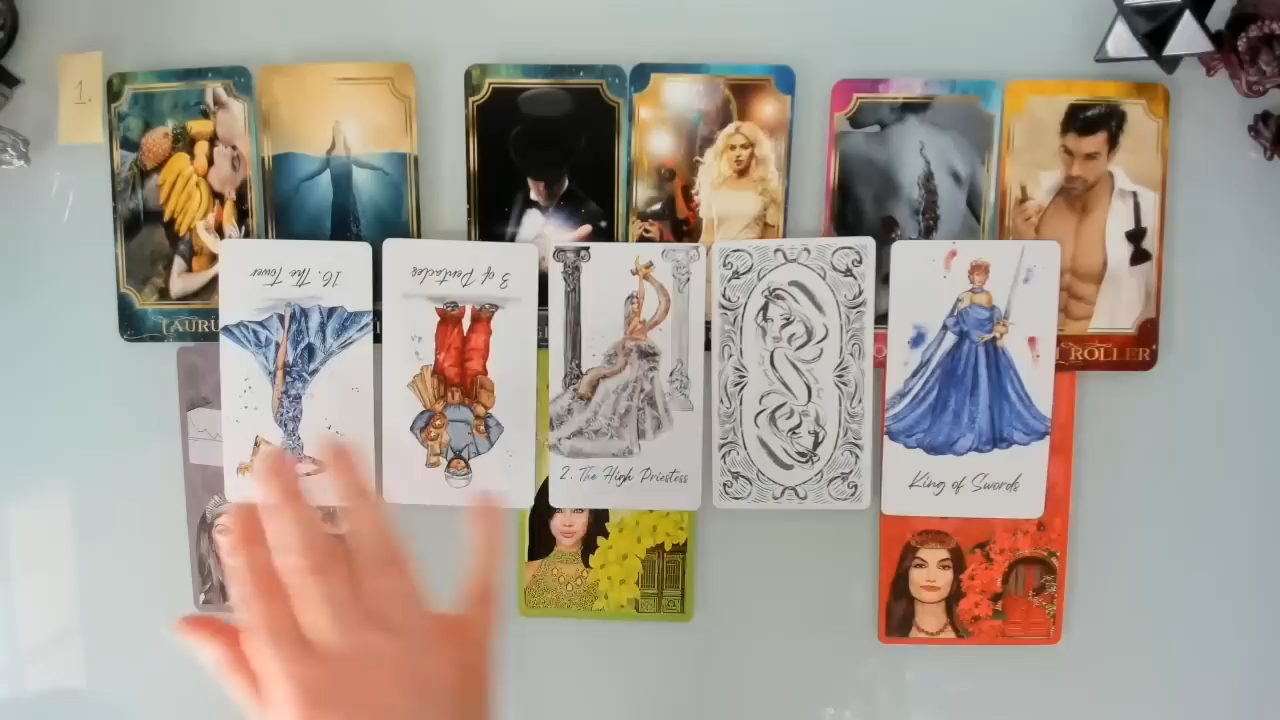 1.
TAURU
ROLLER
16. The Tower
3 of Pentacles
2. The High Priestess
King of Swords